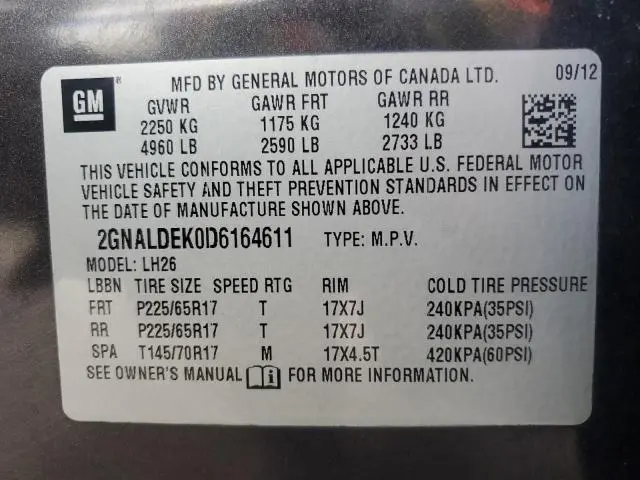 GM ®
MFD BY GENERAL MOTORS OF CANADA LTD. 09/12
GVWR GAWR FRT GAWR RR
2250 KG 1175 KG 1240 KG
4960 LB 2590 LB 2733 LB
THIS VEHICLE CONFORMS TO ALL APPLICABLE U.S. FEDERAL MOTOR
VEHICLE SAFETY AND THEFT PREVENTION STANDARDS IN EFFECT ON
THE DATE OF MANUFACTURE SHOWN ABOVE.
2GNALDEK0D6164611 TYPE: M.P.V.
MODEL: LH26
LBBN TIRE SIZE SPEED RTG RIM COLD TIRE PRESSURE
FRT P225/65R17 T 17X7J 240KPA(35PSI)
RR P225/65R17 T 17X7J 240KPA(35PSI)
SPA T145/70R17 M 17X4.5T 420KPA(60PSI)
SEE OWNER'S MANUAL i FOR MORE INFORMATION.